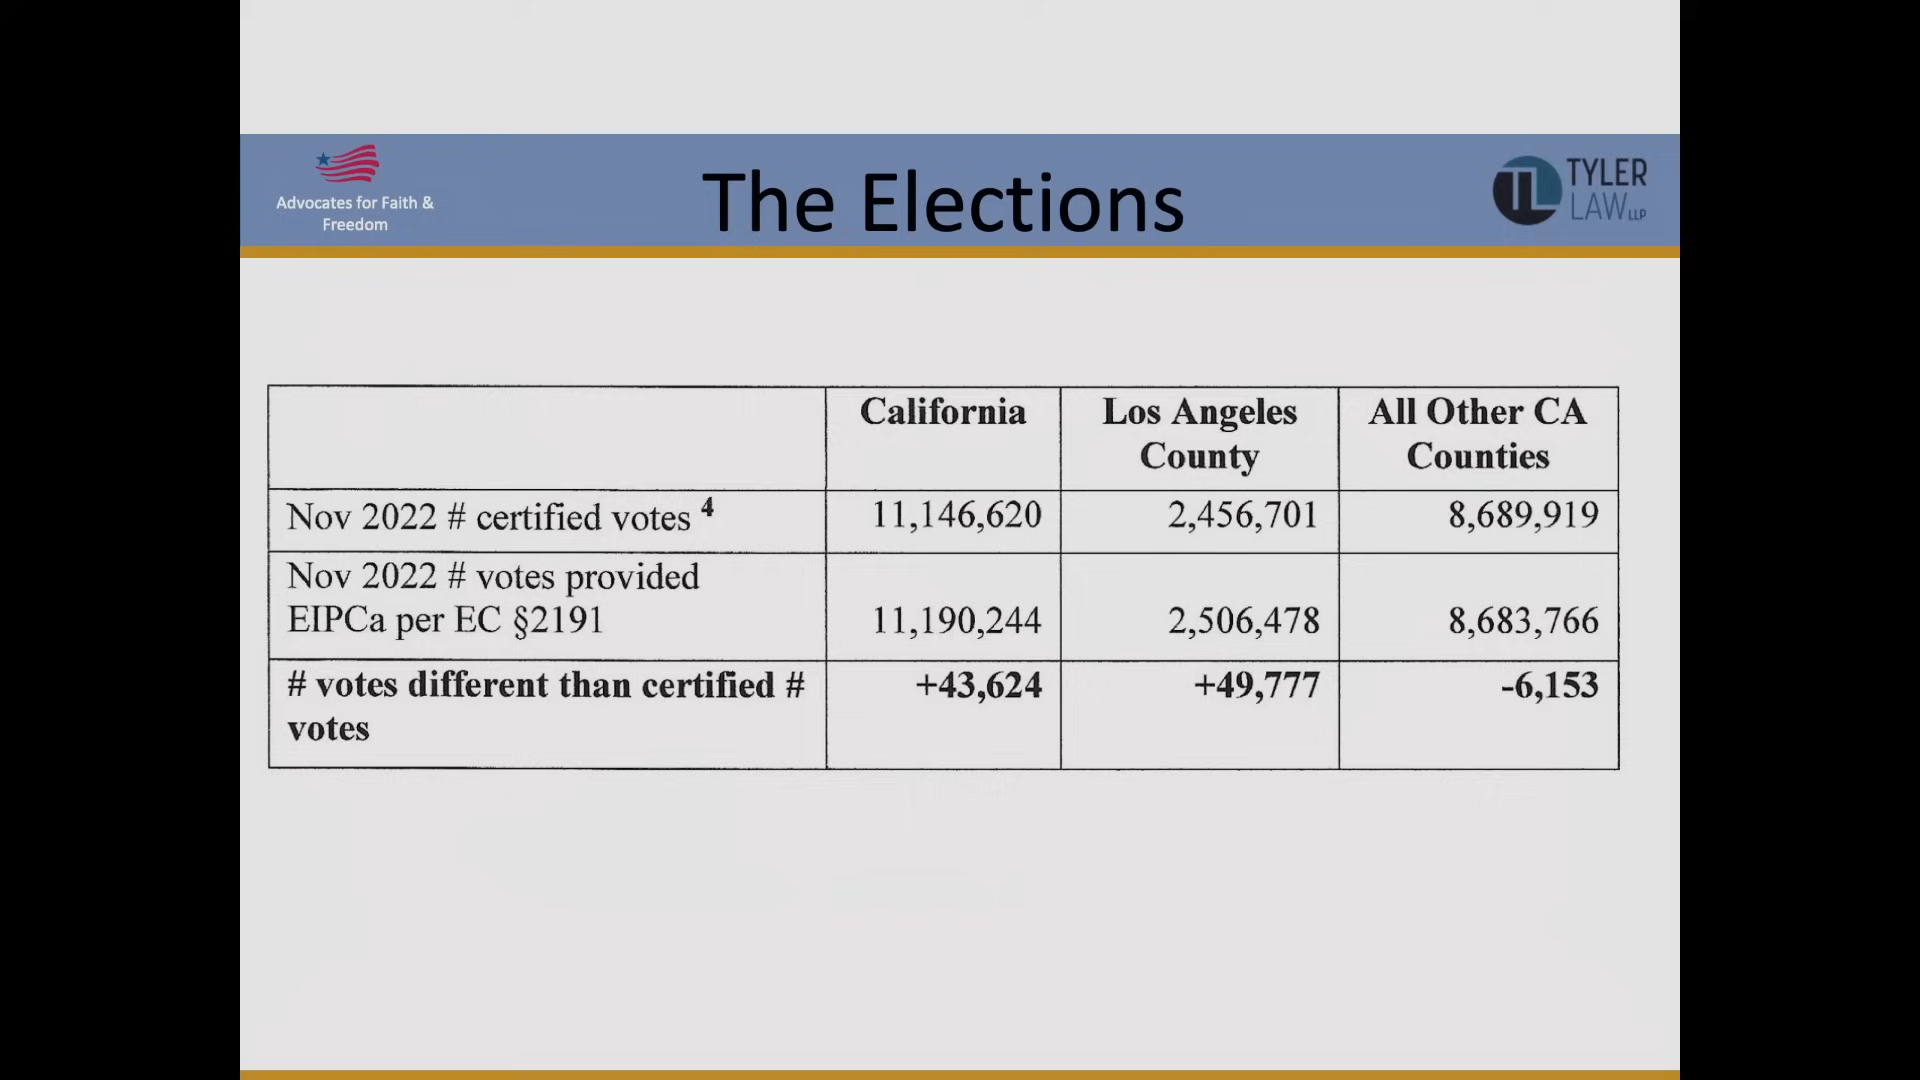 Advocates for Faith &
Freedom
The Elections
TL
TYLER
LAW LLP
California
Los Angeles
County
All Other CA
Counties
Nov 2022 # certified votes 4
11,146,620
2,456,701
8,689,919
Nov 2022 # votes provided
EIPCa per EC §2191
11,190,244
2,506,478
8,683,766
# votes different than certified #
votes
+43,624
+49,777
-6,153